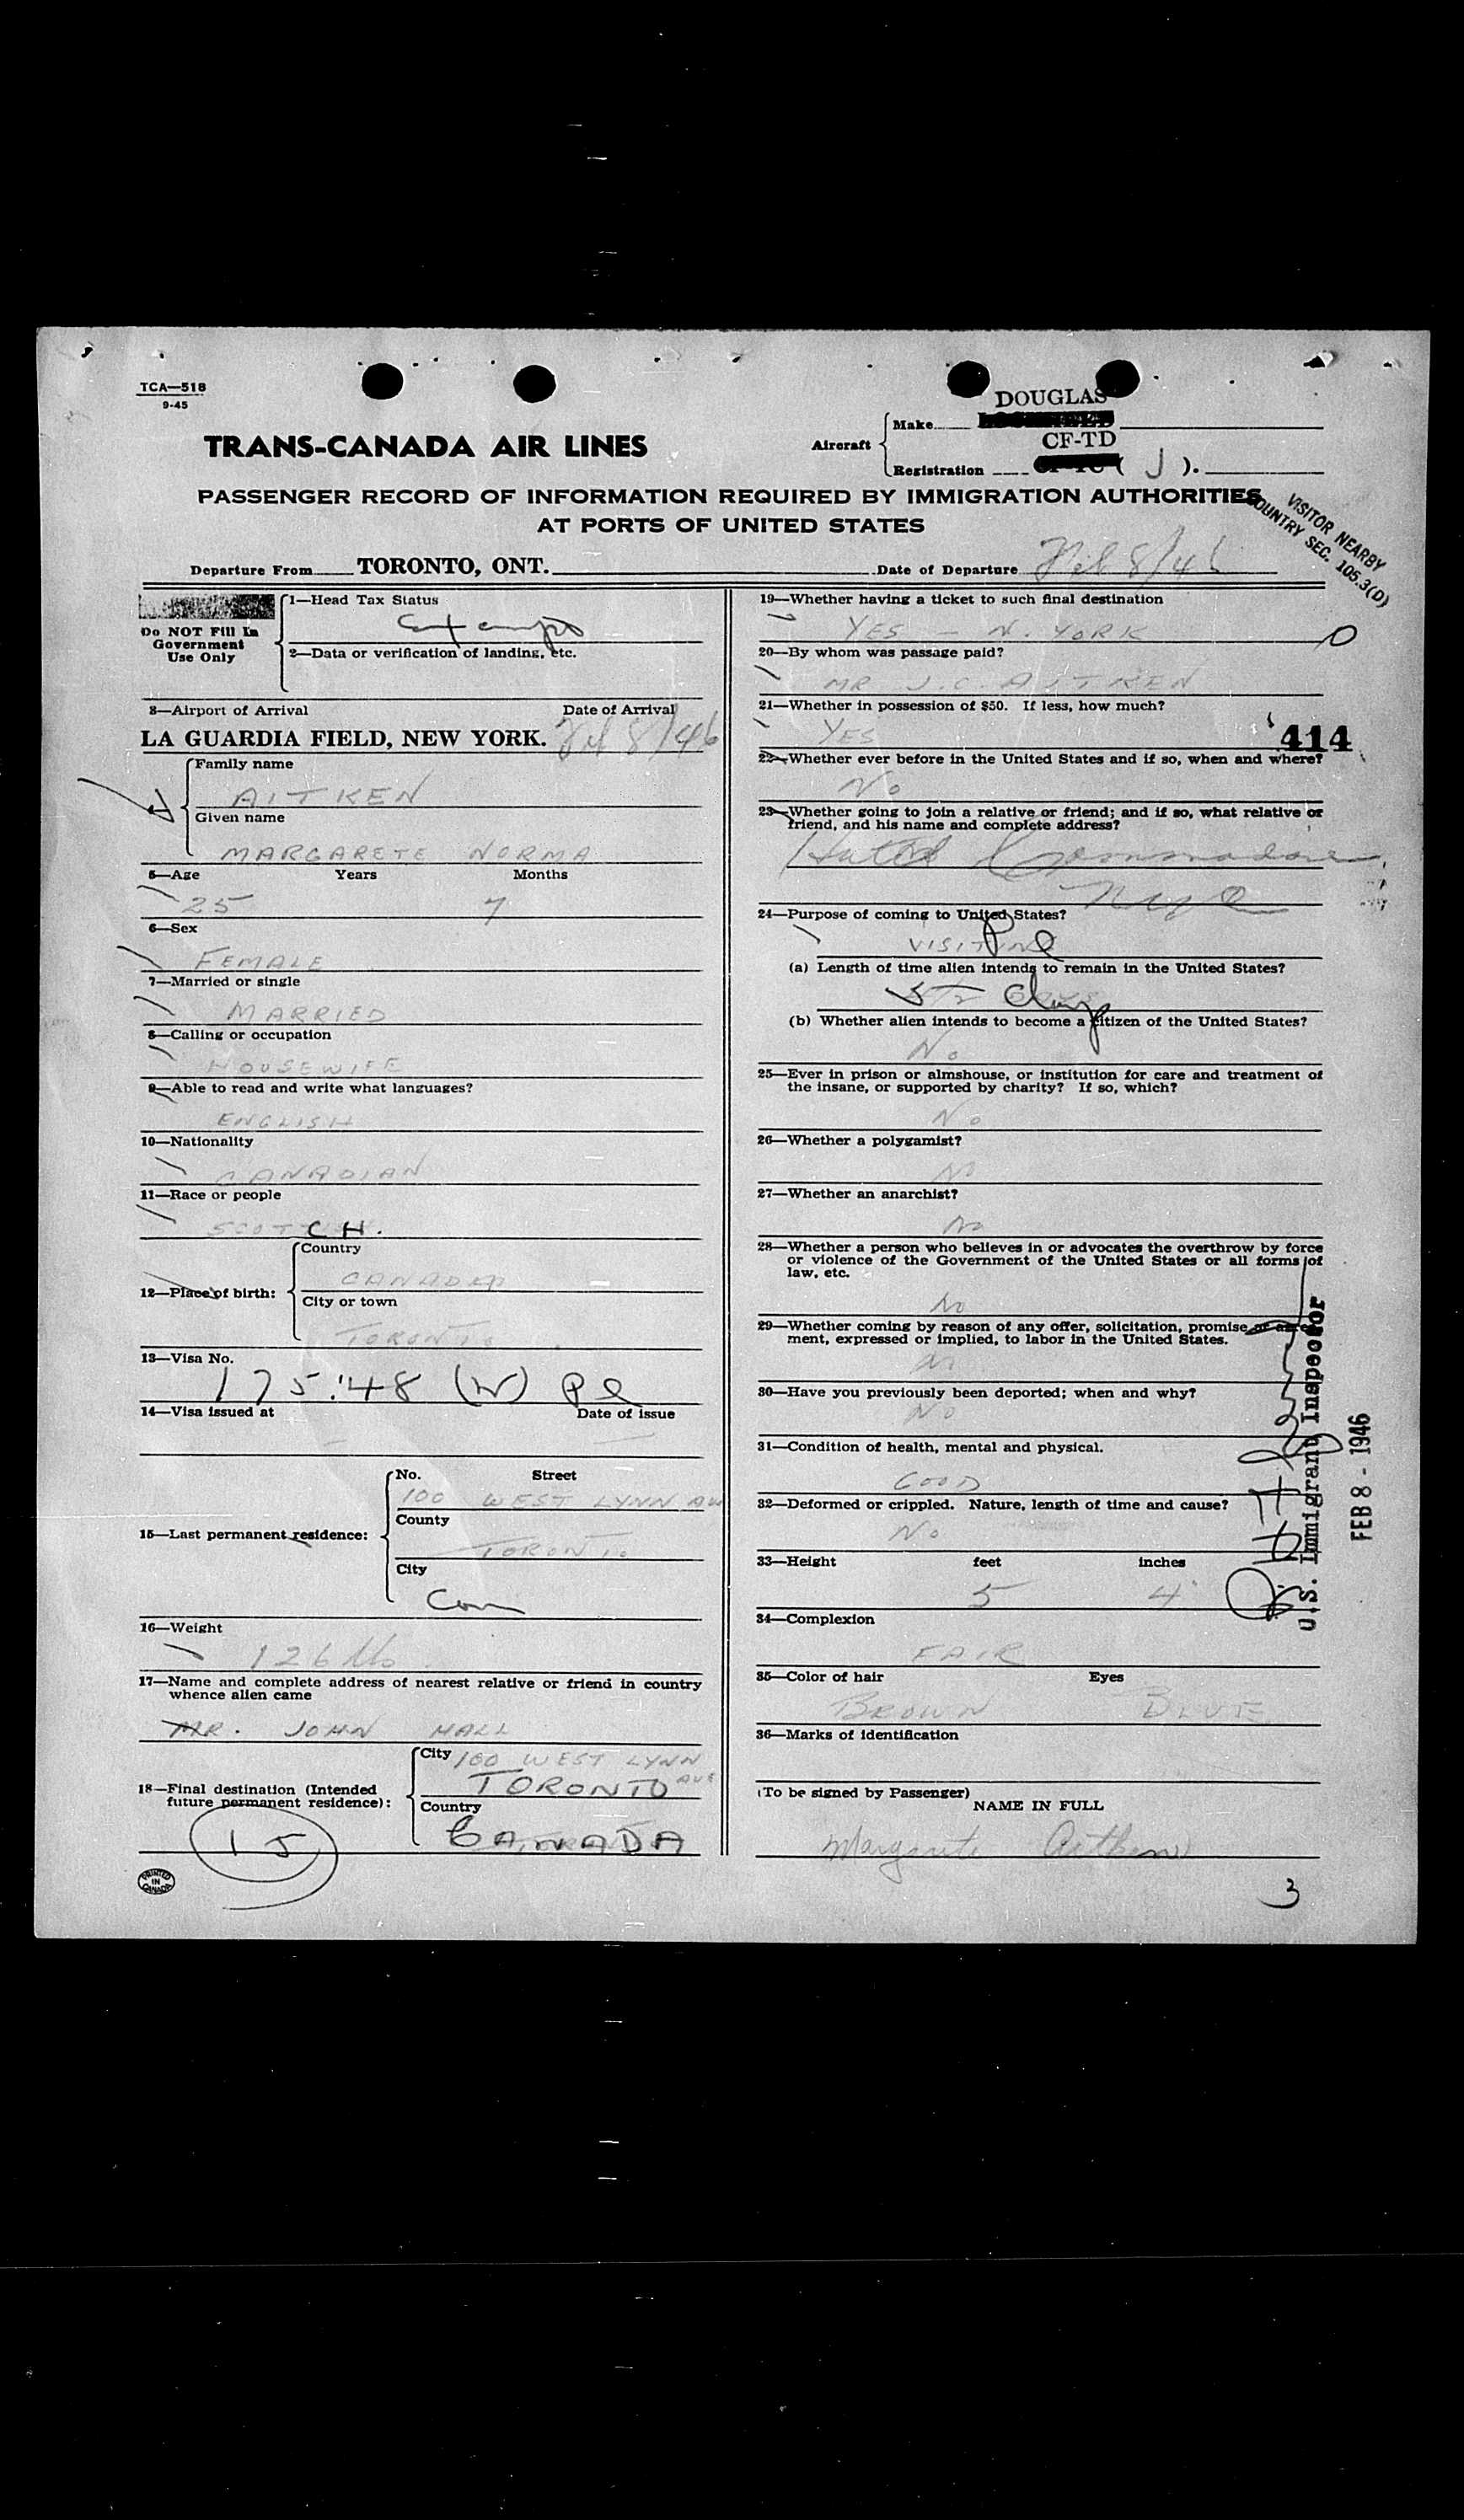 TCA—518
9-45
TRANS-CANADA AIR LINES
Aircraft
Make
DOUGLAS
Registration
CF-TD
( J ).
PASSENGER RECORD OF INFORMATION REQUIRED BY IMMIGRATION AUTHORITIES
AT PORTS OF UNITED STATES
VISITOR NEARBY
COUNTRY SEC. 105.3(D)
Departure From TORONTO, ONT.
Date of Departure Feb 8/46
Do NOT Fill In
Government
Use Only
1—Head Tax Status
Exempt
2—Data or verification of landing, etc.
3—Airport of Arrival Date of Arrival
LA GUARDIA FIELD, NEW YORK. Feb 8/46
Family name
AITKEN
Given name
MARGARETE NORMA
5—Age Years Months
25 7
6—Sex
FEMALE
7—Married or single
MARRIED
8—Calling or occupation
HOUSEWIFE
9—Able to read and write what languages?
ENGLISH
10—Nationality
CANADIAN
11—Race or people
SCOTCH.
12—Place of birth:
Country
CANADA
City or town
TORONTO
13—Visa No.
175.'48 (W) Pl
14—Visa issued at Date of issue
— —
15—Last permanent residence:
No. Street
100 WEST LYNN AV
County
TORONTO
City
Can
16—Weight
126 lbs
17—Name and complete address of nearest relative or friend in country
whence alien came
MR. JOHN HALL
100 WEST LYNN AVE
18—Final destination (Intended
future permanent residence):
City
TORONTO
Country
CANADA
15
PRINTED
IN
CANADA
19—Whether having a ticket to such final destination
YES — N. YORK
0
20—By whom was passage paid?
MR J.C. AITKEN
21—Whether in possession of $50. If less, how much?
YES
414
22—Whether ever before in the United States and if so, when and where?
No
23—Whether going to join a relative or friend; and if so, what relative or
friend, and his name and complete address?
Hotel Commodore
NYC
24—Purpose of coming to United States?
VISITING Pl
(a) Length of time alien intends to remain in the United States?
5 days
(b) Whether alien intends to become a citizen of the United States?
No
25—Ever in prison or almshouse, or institution for care and treatment of
the insane, or supported by charity? If so, which?
No
26—Whether a polygamist?
No
27—Whether an anarchist?
No
28—Whether a person who believes in or advocates the overthrow by force
or violence of the Government of the United States or all forms of
law, etc.
No
29—Whether coming by reason of any offer, solicitation, promise or agree-
ment, expressed or implied, to labor in the United States.
No
30—Have you previously been deported; when and why?
No
31—Condition of health, mental and physical.
GOOD
32—Deformed or crippled. Nature, length of time and cause?
No
33—Height feet inches
5 4
34—Complexion
FAIR
35—Color of hair Eyes
BROWN BLUE
36—Marks of identification
(To be signed by Passenger)
NAME IN FULL
Margarete Aitken
3
U.S. Immigrant Inspector
FEB 8 - 1946